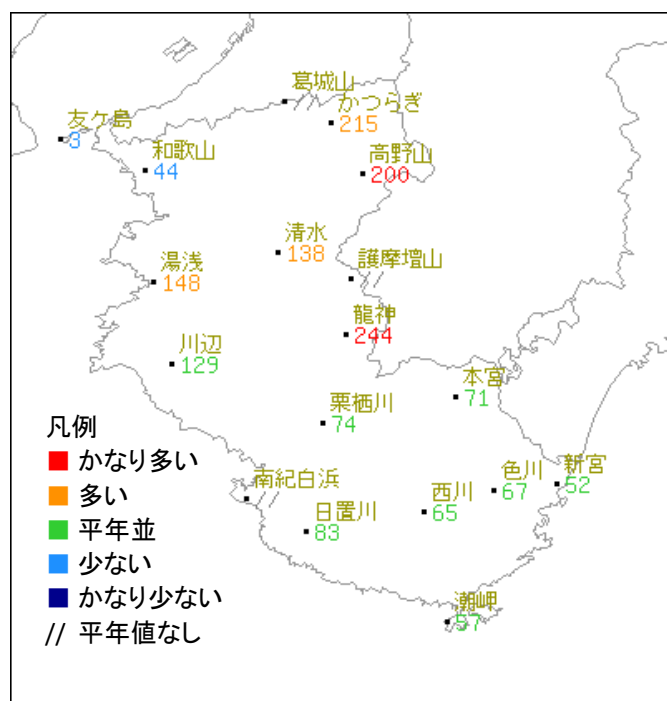 葛城山
かつらぎ
215
友ケ島
3
和歌山
44
高野山
200
清水
138
護摩壇山
//
湯浅
148
龍神
244
川辺
129
本宮
71
栗栖川
74
凡例
かなり多い
多い
平年並
少ない
かなり少ない
// 平年値なし
南紀白浜
//
日置川
83
西川
65
色川
67
新宮
52
潮岬
57